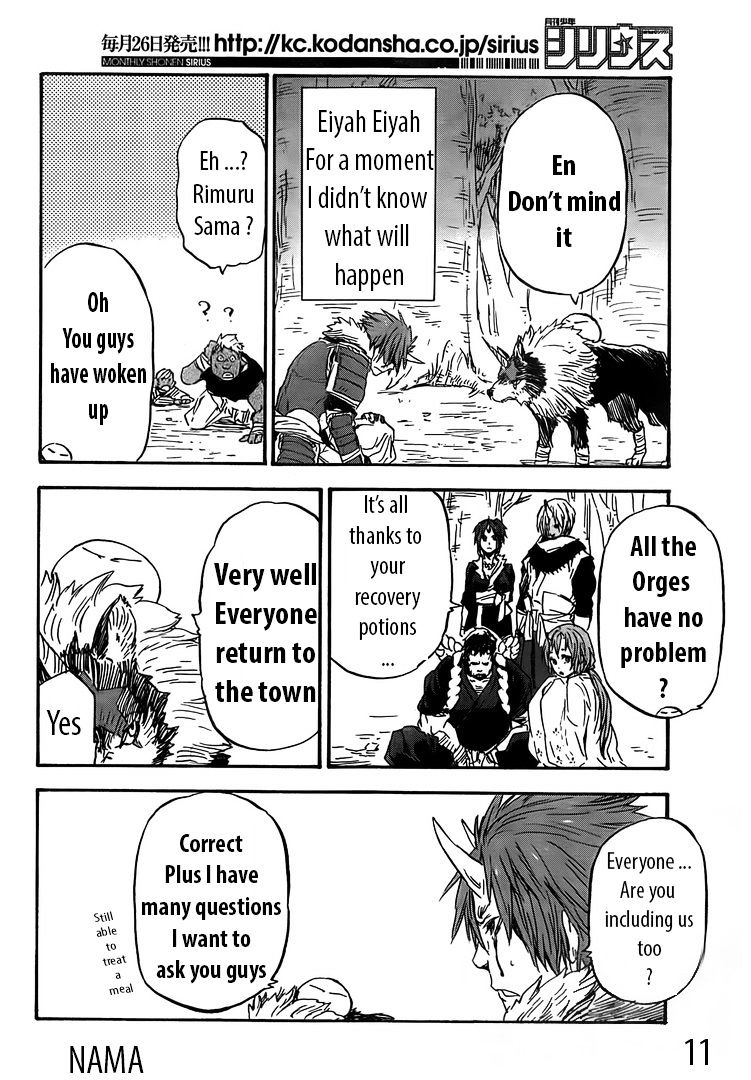 毎月26日発売!!! http://kc.kodansha.co.jp/sirius
MONTHLY SHONEN SIRIUS
月刊少年
シリウス
En
Don't mind
it
Eiyah Eiyah
For a moment
I didn't know
what will
happen
Eh ...?
Rimuru
Sama ?
? ?
Oh
You guys
have woken
up
All the
Orges
have no
problem
?
It's all
thanks to
your
recovery
potions
...
Very well
Everyone
return to
the town
Yes
Everyone ...
Are you
including us
too
?
Correct
Plus I have
many questions
I want to
ask you guys
Still
able
to
treat
a
meal
NAMA
11